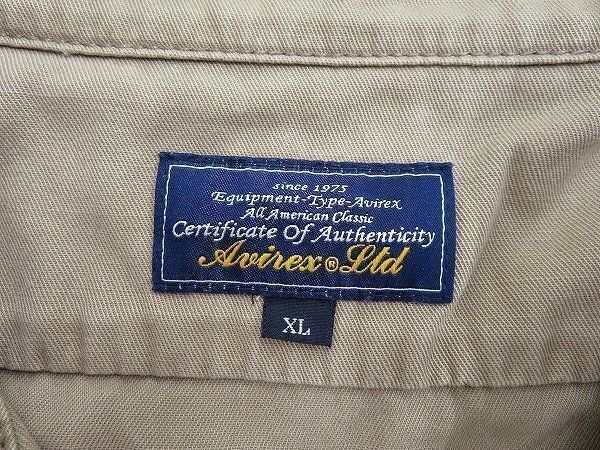 since 1975
Equipment-Type-Avirex
All American Classic
Certificate Of Authenticity
Avirex® Ltd
XL